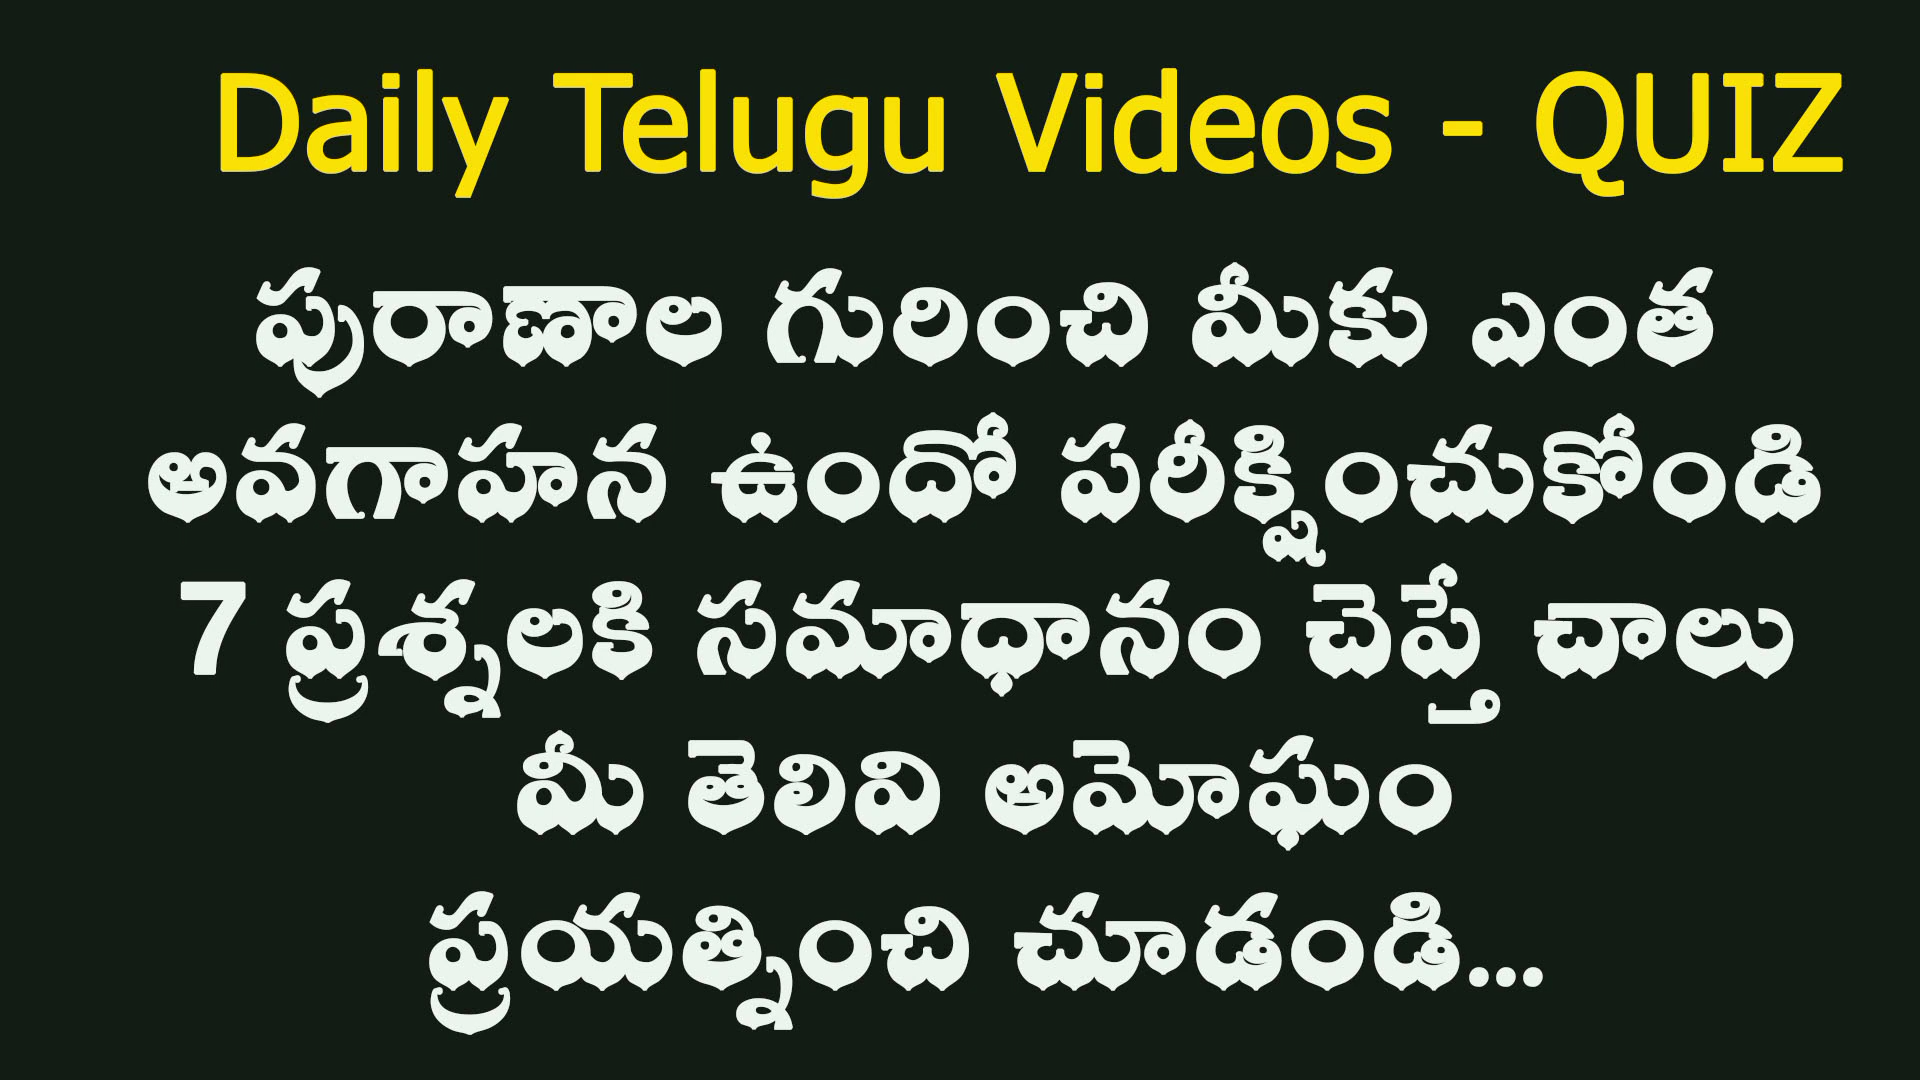 Daily Telugu Videos - QUIZ
పురాణాల గురించి మీకు ఎంత
అవగాహన ఉందో పరీక్షించుకోండి
7 ప్రశ్నలకి సమాధానం చెప్తే చాలు
మీ తెలివి అమోఘం
ప్రయత్నించి చూడండి...